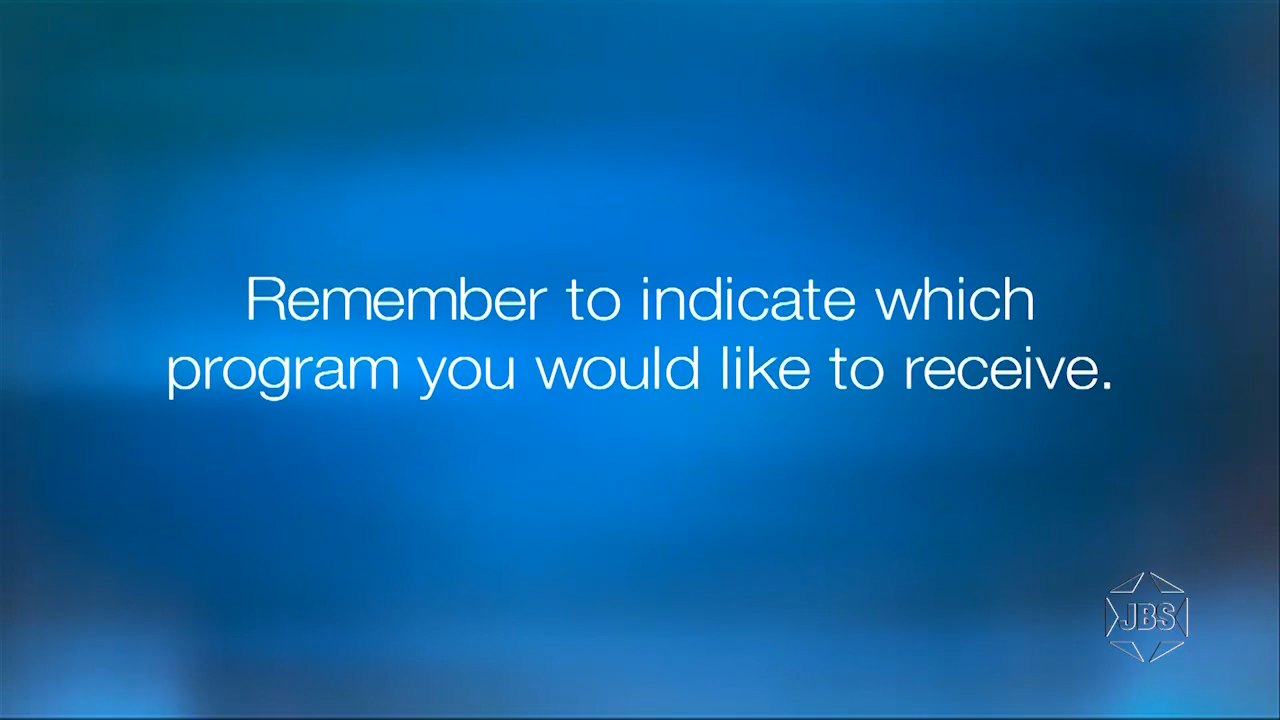 Remember to indicate which
program you would like to receive.
JBS